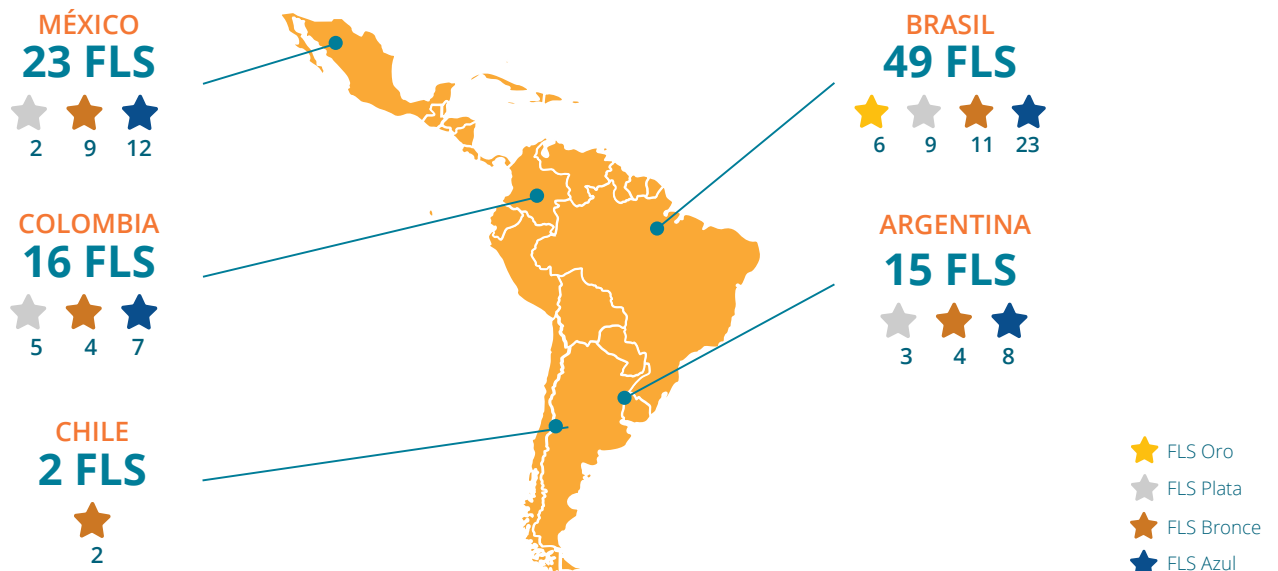 MÉXICO
23 FLS
2 9 12
COLOMBIA
16 FLS
5 4 7
CHILE
2 FLS
2
BRASIL
49 FLS
6 9 11 23
ARGENTINA
15 FLS
3 4 8
FLS Oro
FLS Plata
FLS Bronce
FLS Azul